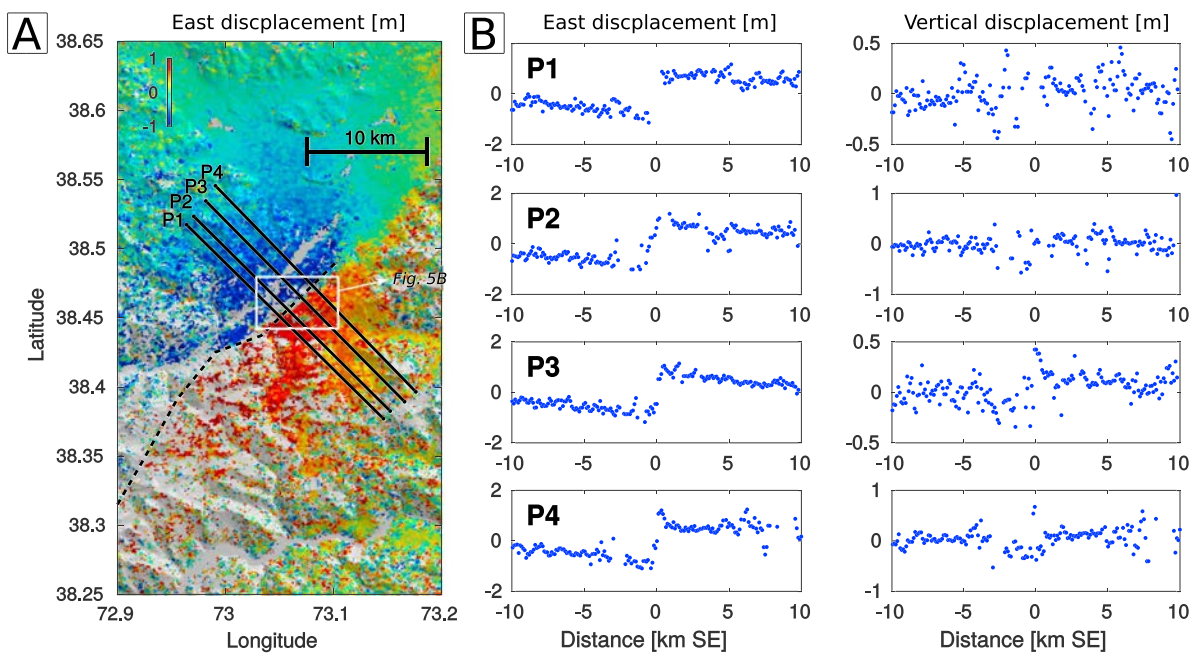 A
East discplacement [m]
38.65
38.6
38.55
38.5
38.45
38.4
38.35
38.3
38.25
Latitude
72.9 73 73.1 73.2
Longitude
1
0
-1
10 km
P4
P3
P2
P1
Fig. 5B
B
East discplacement [m]
Vertical discplacement [m]
P1
2
0
-2
-10 -5 0 5 10
0.5
0
-0.5
-10 -5 0 5 10
P2
2
0
-2
-10 -5 0 5 10
1
0
-1
-10 -5 0 5 10
P3
2
0
-2
-10 -5 0 5 10
0.5
0
-0.5
-10 -5 0 5 10
P4
2
0
-2
-10 -5 0 5 10
Distance [km SE]
1
0
-1
-10 -5 0 5 10
Distance [km SE]